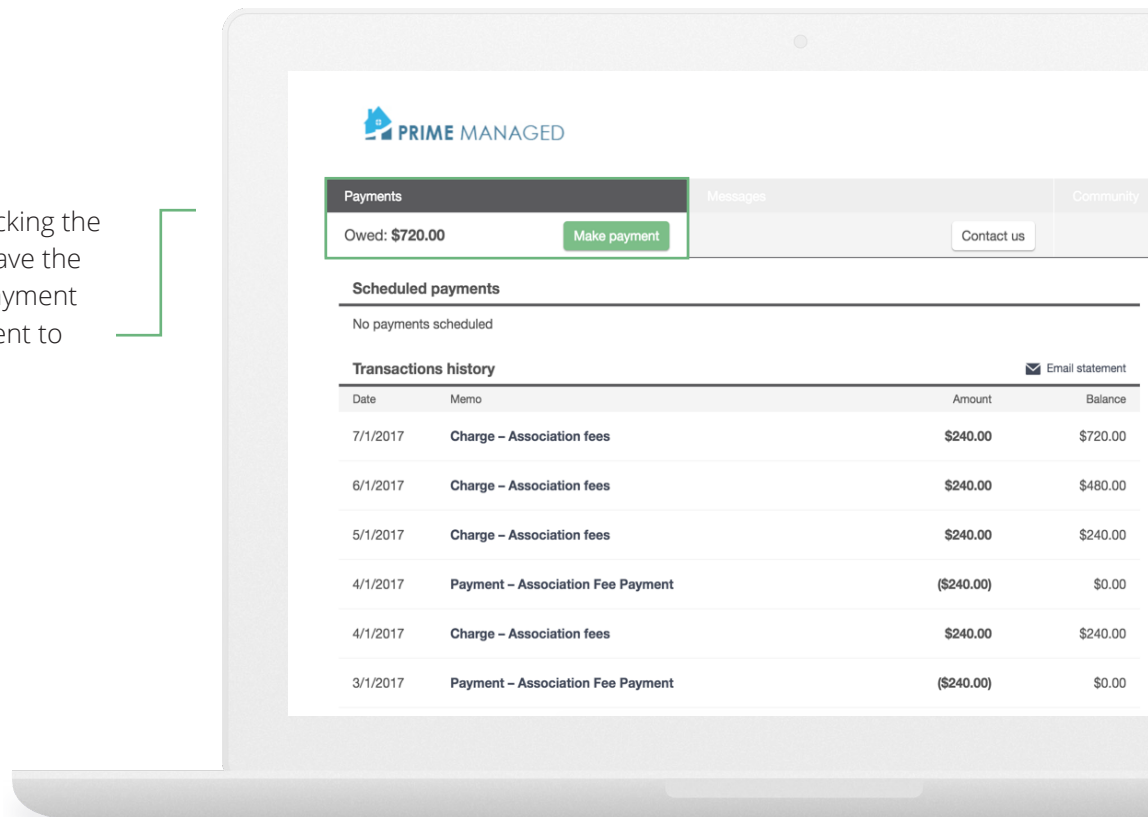 PRIME MANAGED
Payments Messages Community
cking the
Owed: $720.00 Make payment Contact us
ave the
yment
ent to
Scheduled payments
No payments scheduled
Transactions history Email statement
Date Memo Amount Balance
7/1/2017 Charge – Association fees $240.00 $720.00
6/1/2017 Charge – Association fees $240.00 $480.00
5/1/2017 Charge – Association fees $240.00 $240.00
4/1/2017 Payment – Association Fee Payment ($240.00) $0.00
4/1/2017 Charge – Association fees $240.00 $240.00
3/1/2017 Payment – Association Fee Payment ($240.00) $0.00